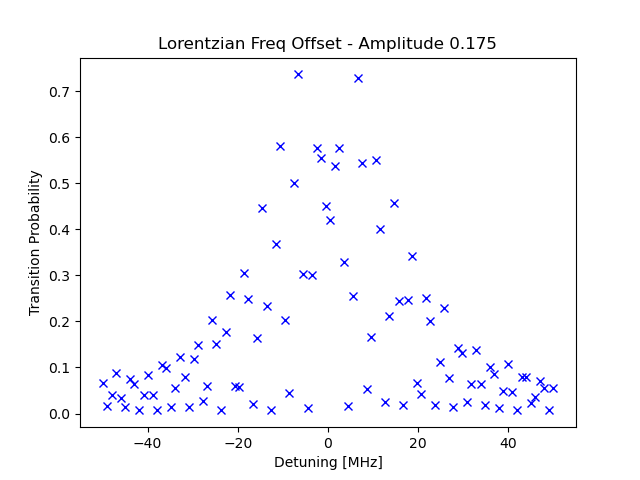 Lorentzian Freq Offset - Amplitude 0.175
Transition Probability
0.7
0.6
0.5
0.4
0.3
0.2
0.1
0.0
−40 −20 0 20 40
Detuning [MHz]